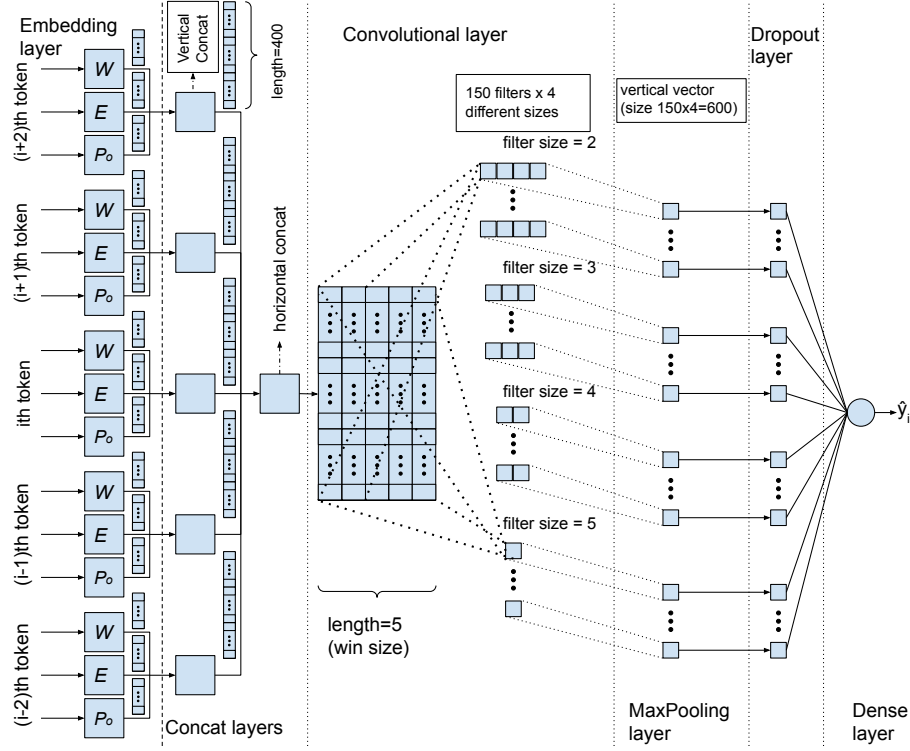 Embedding
layer
Vertical
Concat
length=400
Convolutional layer
Dropout
layer
150 filters x 4
different sizes
vertical vector
(size 150x4=600)
(i+2)th token
W
E
Po
filter size = 2
(i+1)th token
W
E
Po
horizontal concat
filter size = 3
ith token
W
E
Po
filter size = 4
ŷi
(i-1)th token
W
E
Po
filter size = 5
length=5
(win size)
(i-2)th token
W
E
Po
Concat layers
MaxPooling
layer
Dense
layer